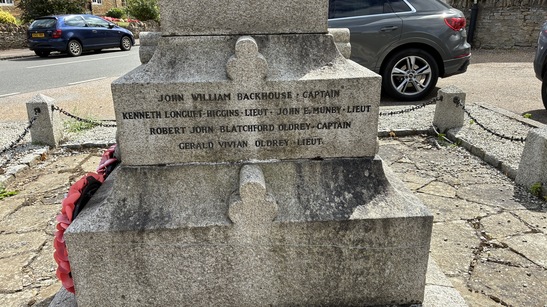 JOHN WILLIAM BACKHOUSE · CAPTAIN
KENNETH LONGUET-HIGGINS·LIEUT · JOHN E. MUNBY · LIEUT
ROBERT JOHN BLATCHFORD OLDREY-CAPTAIN
GERALD VIVIAN OLDREY-LIEUT.